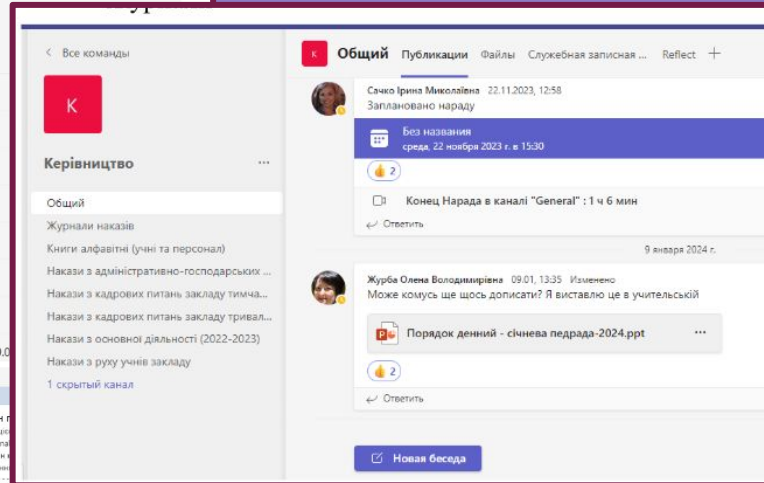 Все команды
К
Керівництво
...
Общий
Журнали наказів
Книги алфавітні (учні та персонал)
Накази з адміністративно-господарських ...
Накази з кадрових питань закладу тимча...
Накази з кадрових питань закладу тривал...
Накази з основної діяльності (2022-2023)
Накази з руху учнів закладу
1 скрытый канал
К Общий Публикации Файлы Служебная записная ... Reflect
Сачко Ірина Миколаївна 22.11.2023, 12:58
Заплановано нараду
Без названия
среда, 22 ноября 2023 г. в 15:30
2
Конец Нарада в каналі "General" : 1 ч 6 мин
Ответить
9 января 2024 г.
Журба Олена Володимирівна 09.01, 13:35 Изменено
Може комусь ще щось дописати? Я виставлю це в учительській
Порядок денний - січнева педрада-2024.ppt ...
2
Ответить
Новая беседа